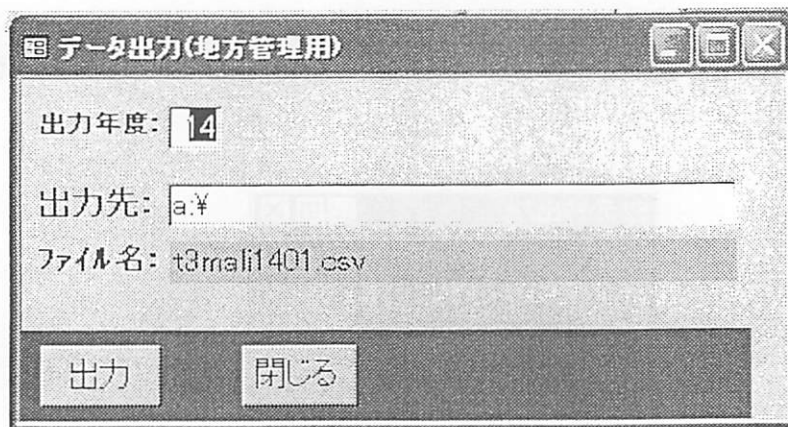 データ出力(地方管理用)
出力年度: 14
出力先: a:¥
ファイル名: t3mali1401.csv
出力 閉じる